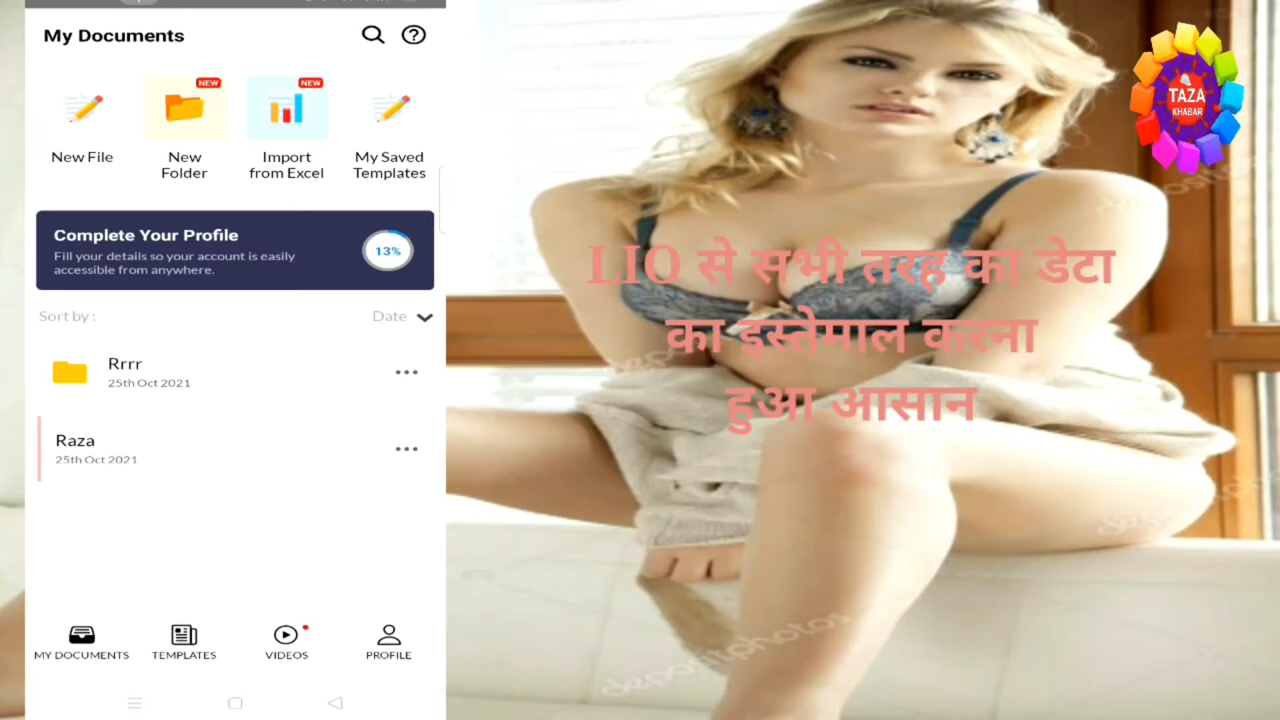 My Documents
NEW
NEW
New File
New
Folder
Import
from Excel
My Saved
Templates
Complete Your Profile
Fill your details so your account is easily
accessible from anywhere.
13%
Sort by :
Date
Rrrr
25th Oct 2021
Raza
25th Oct 2021
MY DOCUMENTS
TEMPLATES
VIDEOS
PROFILE
TAZA
KHABAR
LIO से सभी तरह का डेटा
का इस्तेमाल करना
हुआ आसान
depositphotos